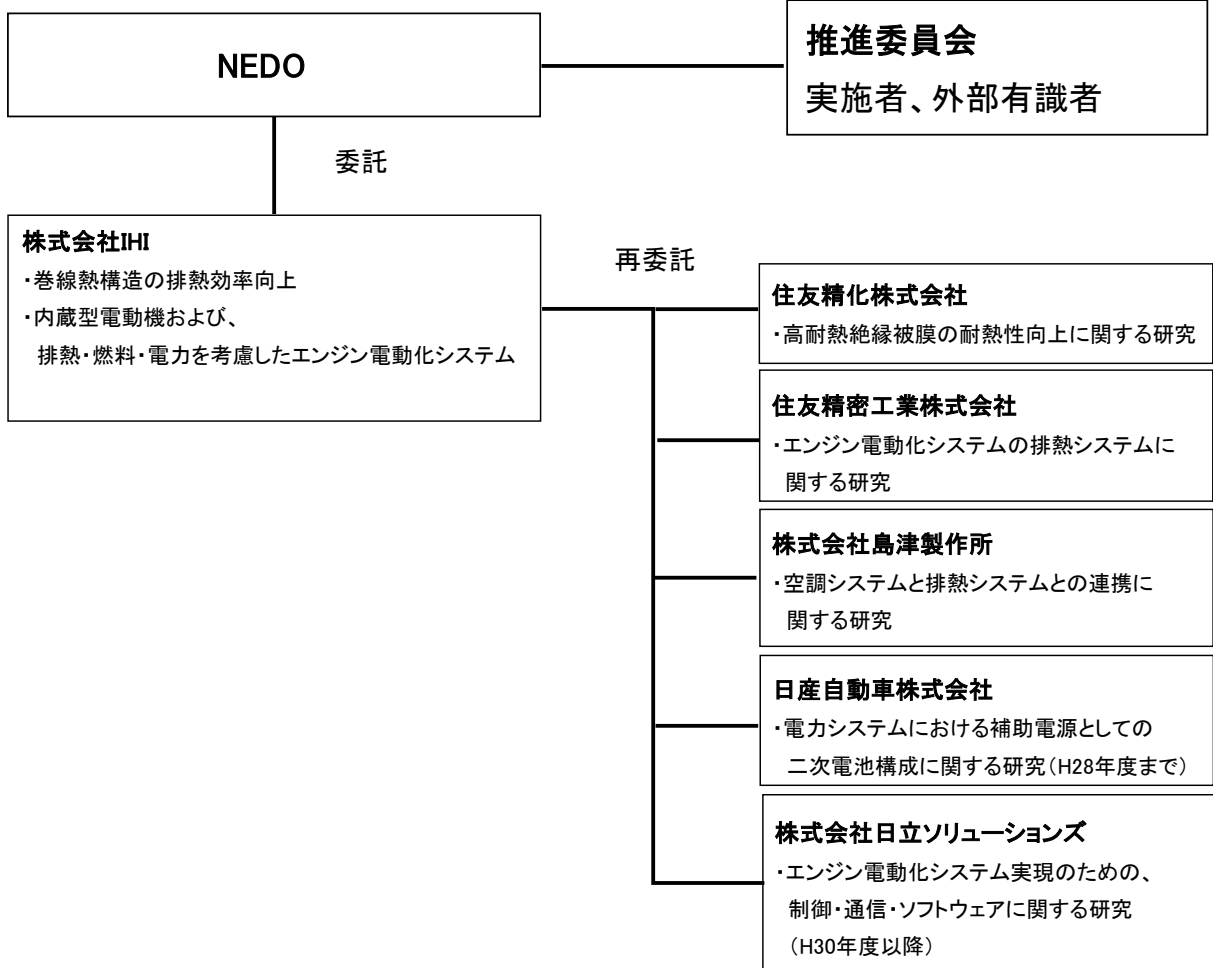 NEDO
推進委員会
実施者、外部有識者
委託
株式会社IHI
・巻線熱構造の排熱効率向上
・内蔵型電動機および、
排熱・燃料・電力を考慮したエンジン電動化システム
再委託
住友精化株式会社
・高耐熱絶縁被膜の耐熱性向上に関する研究
住友精密工業株式会社
・エンジン電動化システムの排熱システムに
関する研究
株式会社島津製作所
・空調システムと排熱システムとの連携に
関する研究
日産自動車株式会社
・電力システムにおける補助電源としての
二次電池構成に関する研究(H28年度まで)
株式会社日立ソリューションズ
・エンジン電動化システム実現のための、
制御・通信・ソフトウェアに関する研究
(H30年度以降)